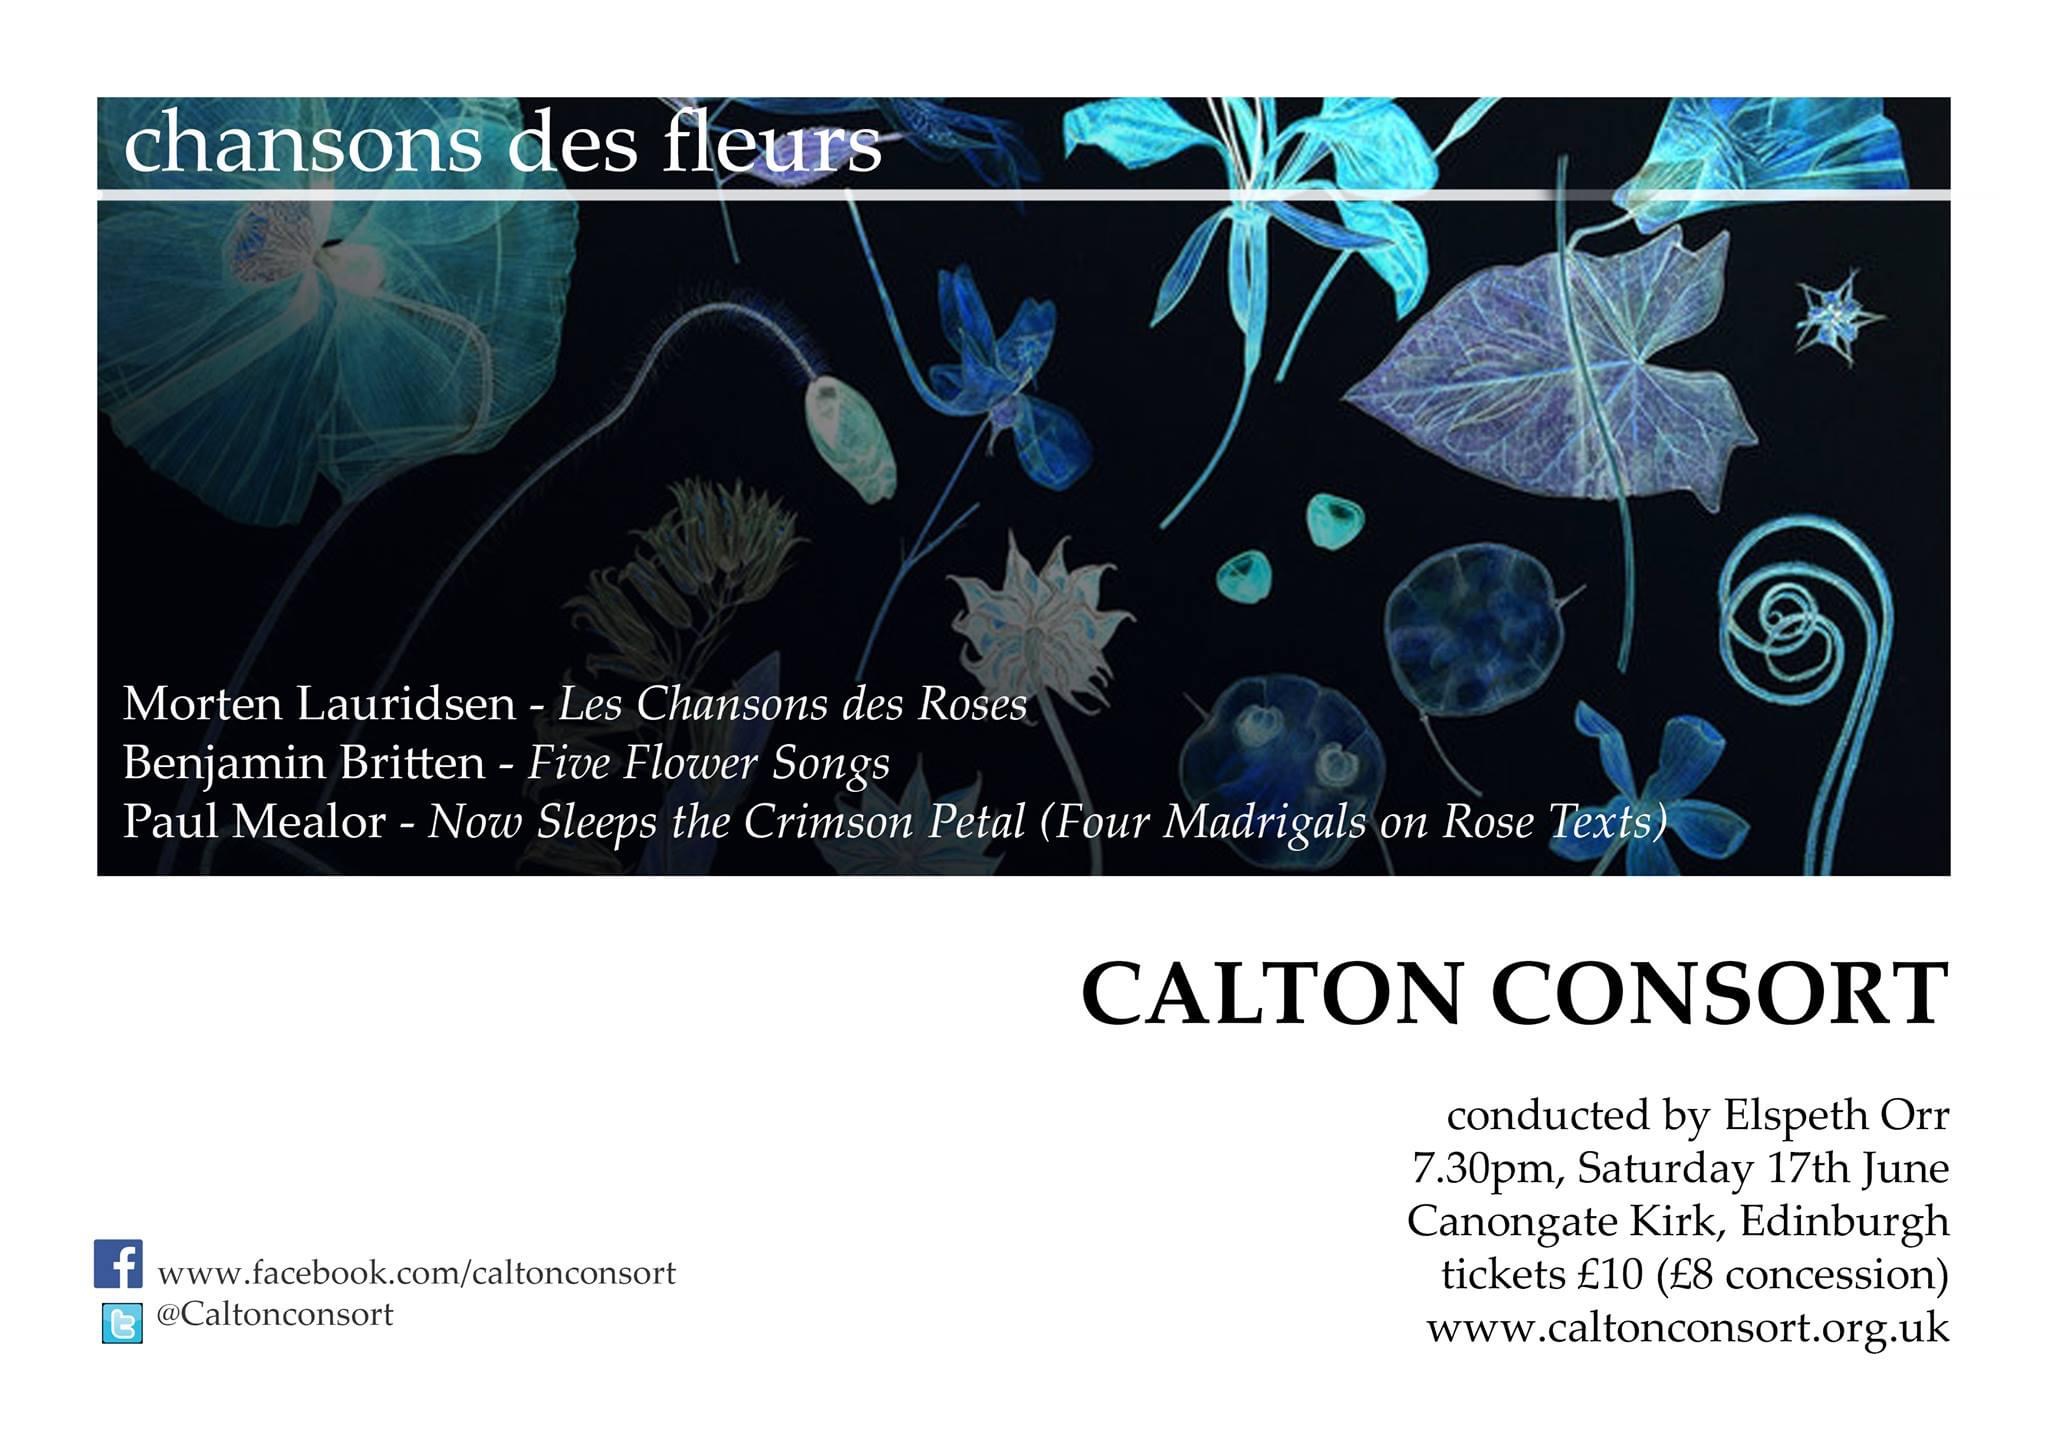 chansons des fleurs
Morten Lauridsen - Les Chansons des Roses
Benjamin Britten - Five Flower Songs
Paul Mealor - Now Sleeps the Crimson Petal (Four Madrigals on Rose Texts)
CALTON CONSORT
conducted by Elspeth Orr
7.30pm, Saturday 17th June
Canongate Kirk, Edinburgh
tickets £10 (£8 concession)
www.caltonconsort.org.uk
www.facebook.com/caltonconsort
@Caltonconsort